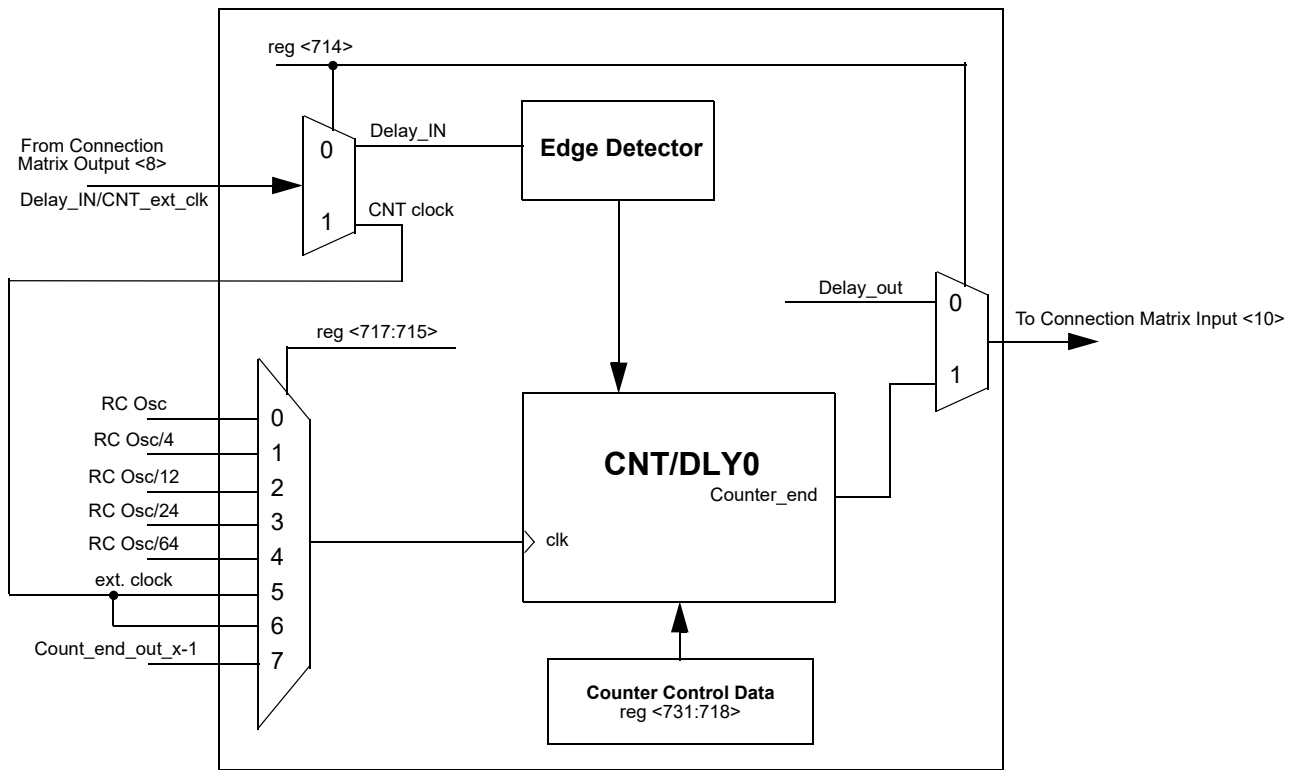 reg <714>
From Connection
Matrix Output <8>
Delay_IN/CNT_ext_clk
0
1
Delay_IN
CNT clock
Edge Detector
Delay_out
0
1
To Connection Matrix Input <10>
reg <717:715>
RC Osc
RC Osc/4
RC Osc/12
RC Osc/24
RC Osc/64
ext. clock
Count_end_out_x-1
0
1
2
3
4
5
6
7
CNT/DLY0
Counter_end
clk
Counter Control Data
reg <731:718>